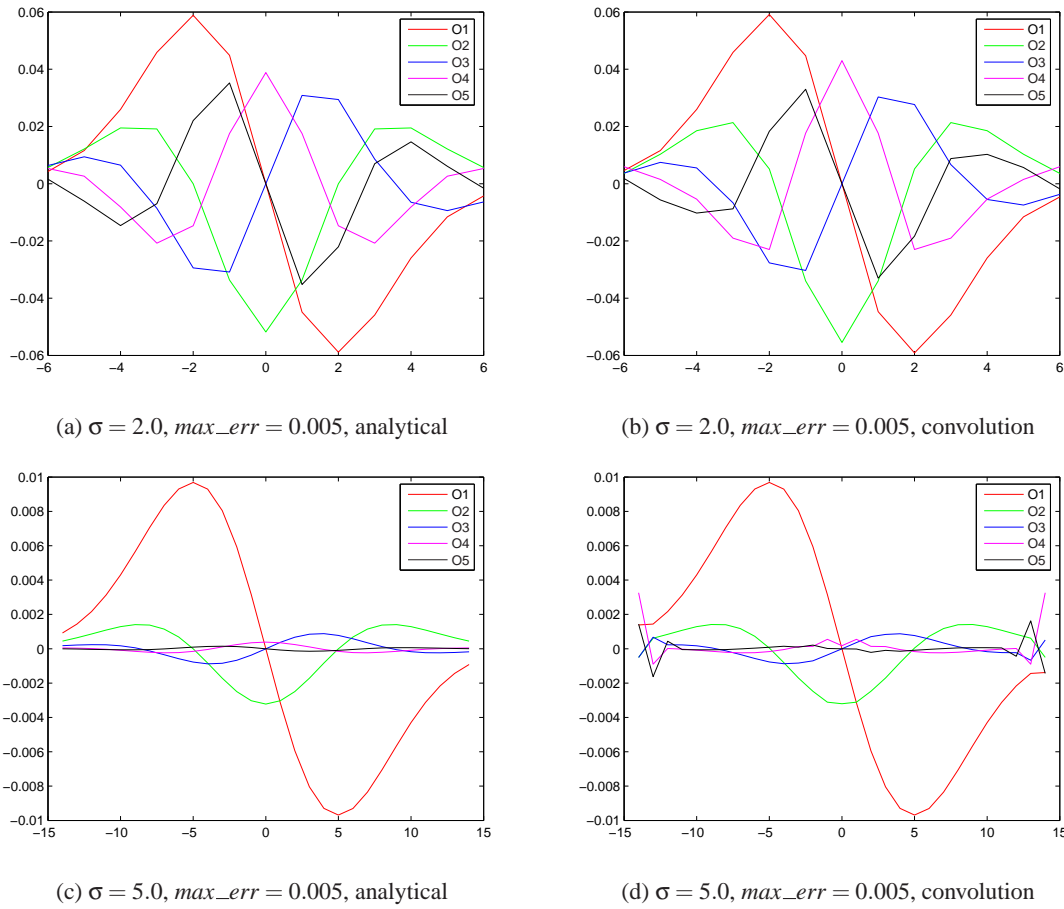 0.06
0.04
0.02
0
−0.02
−0.04
−0.06
−6 −4 −2 0 2 4 6
O1
O2
O3
O4
O5
(a) σ = 2.0, max_err = 0.005, analytical
0.06
0.04
0.02
0
−0.02
−0.04
−0.06
−6 −4 −2 0 2 4 6
O1
O2
O3
O4
O5
(b) σ = 2.0, max_err = 0.005, convolution
0.01
0.008
0.006
0.004
0.002
0
−0.002
−0.004
−0.006
−0.008
−0.01
−15 −10 −5 0 5 10 15
O1
O2
O3
O4
O5
(c) σ = 5.0, max_err = 0.005, analytical
0.01
0.008
0.006
0.004
0.002
0
−0.002
−0.004
−0.006
−0.008
−0.01
−15 −10 −5 0 5 10 15
O1
O2
O3
O4
O5
(d) σ = 5.0, max_err = 0.005, convolution